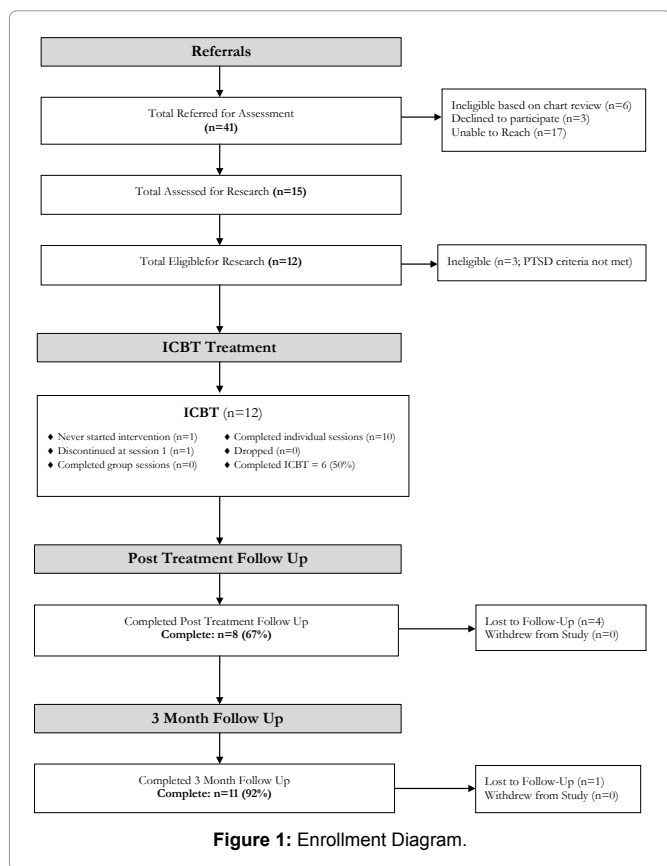 Referrals
Total Referred for Assessment
(n=41)
Ineligible based on chart review (n=6)
Declined to participate (n=3)
Unable to Reach (n=17)
Total Assessed for Research (n=15)
Total Eligiblefor Research (n=12)
Ineligible (n=3; PTSD criteria not met)
ICBT Treatment
ICBT (n=12)
♦ Never started intervention (n=1)
♦ Discontinued at session 1 (n=1)
♦ Completed group sessions (n=0)
♦ Completed individual sessions (n=10)
♦ Dropped (n=0)
♦ Completed ICBT = 6 (50%)
Post Treatment Follow Up
Completed Post Treatment Follow Up
Complete: n=8 (67%)
Lost to Follow-Up (n=4)
Withdrew from Study (n=0)
3 Month Follow Up
Completed 3 Month Follow Up
Complete: n=11 (92%)
Lost to Follow-Up (n=1)
Withdrew from Study (n=0)
Figure 1: Enrollment Diagram.